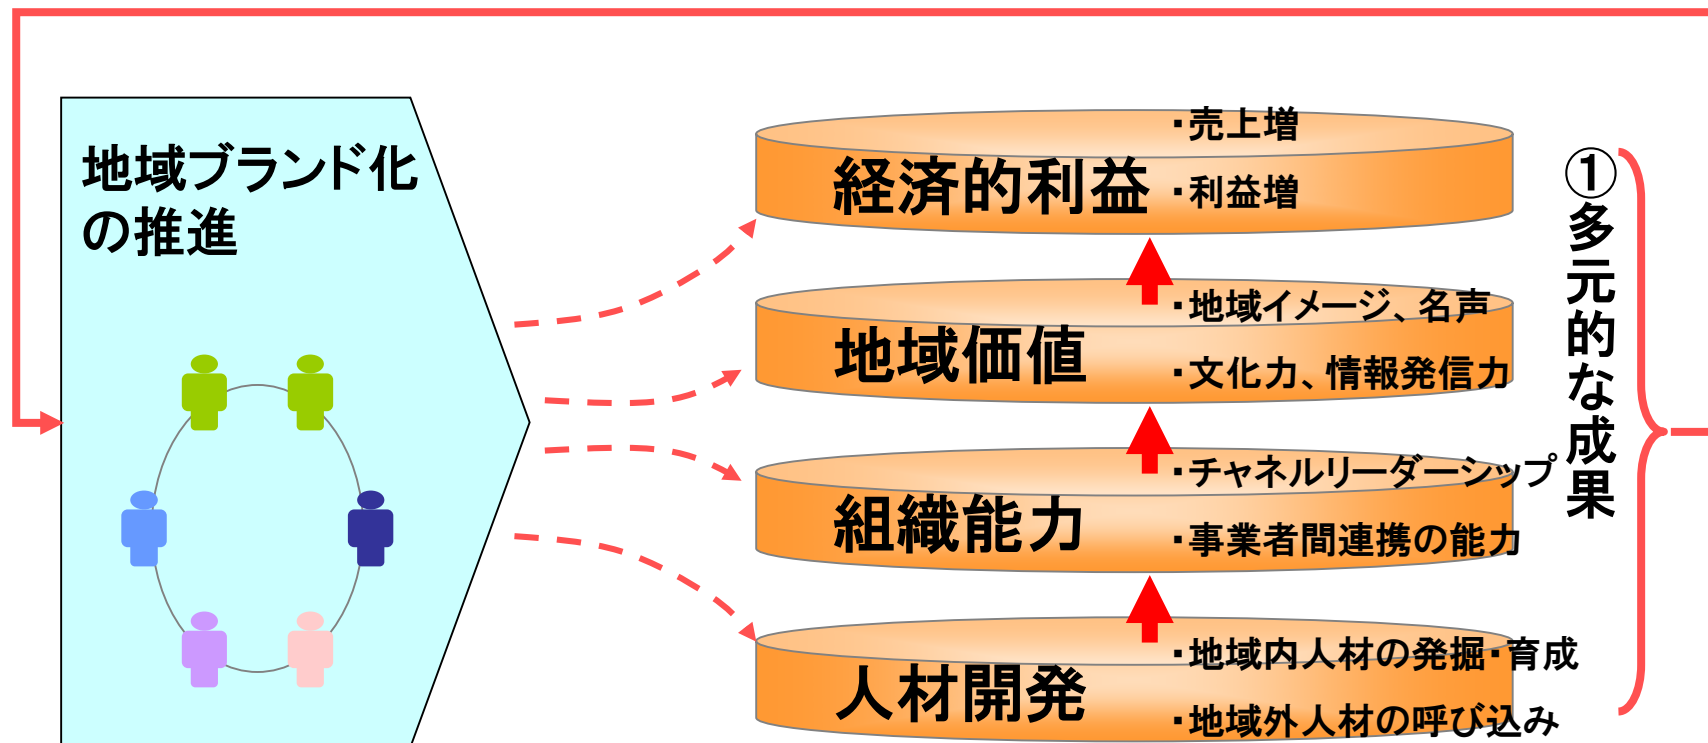 地域ブランド化
の推進
経済的利益
・売上増
・利益増
地域価値
・地域イメージ、名声
・文化力、情報発信力
組織能力
・チャネルリーダーシップ
・事業者間連携の能力
人材開発
・地域内人材の発掘・育成
・地域外人材の呼び込み
①多元的な成果